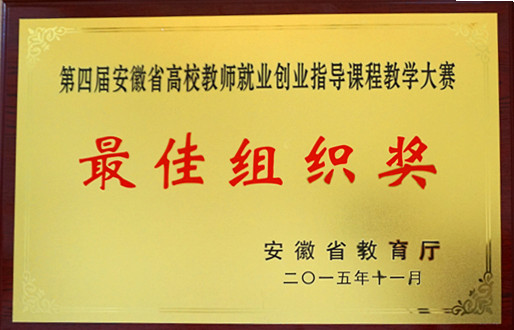 第四届安徽省高校教师就业创业指导课程教学大赛
最佳组织奖
安徽省教育厅
二〇一五年十一月